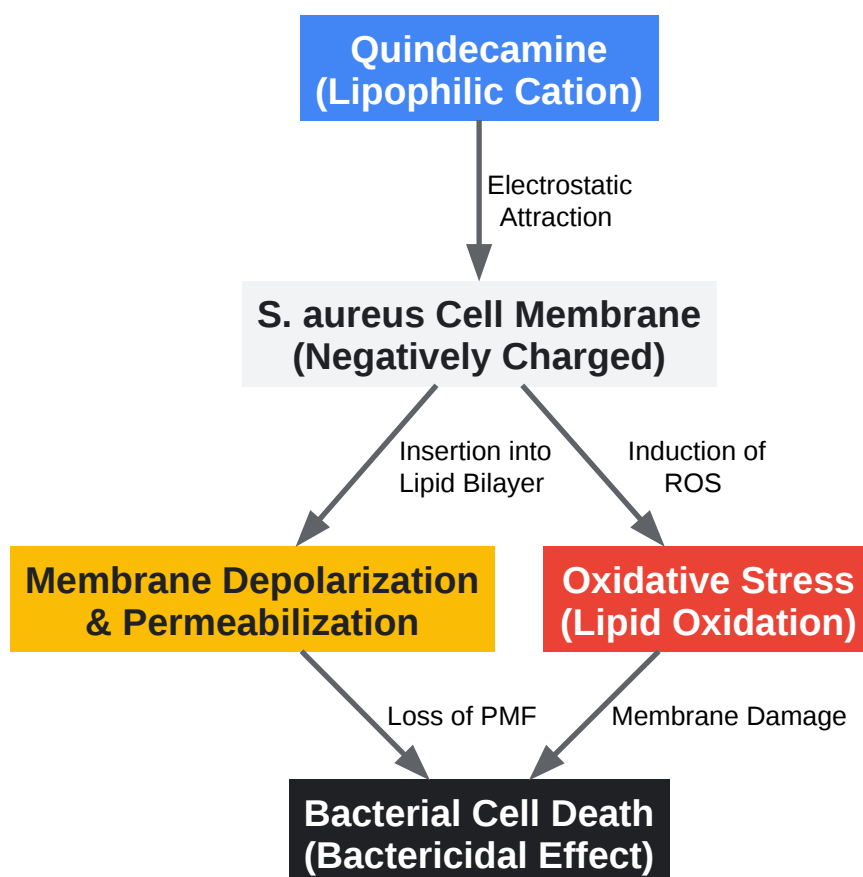 Quindecamine
(Lipophilic Cation)
Electrostatic
Attraction
S. aureus Cell Membrane
(Negatively Charged)
Insertion into
Lipid Bilayer
Induction of
ROS
Membrane Depolarization
& Permeabilization
Oxidative Stress
(Lipid Oxidation)
Loss of PMF
Membrane Damage
Bacterial Cell Death
(Bactericidal Effect)